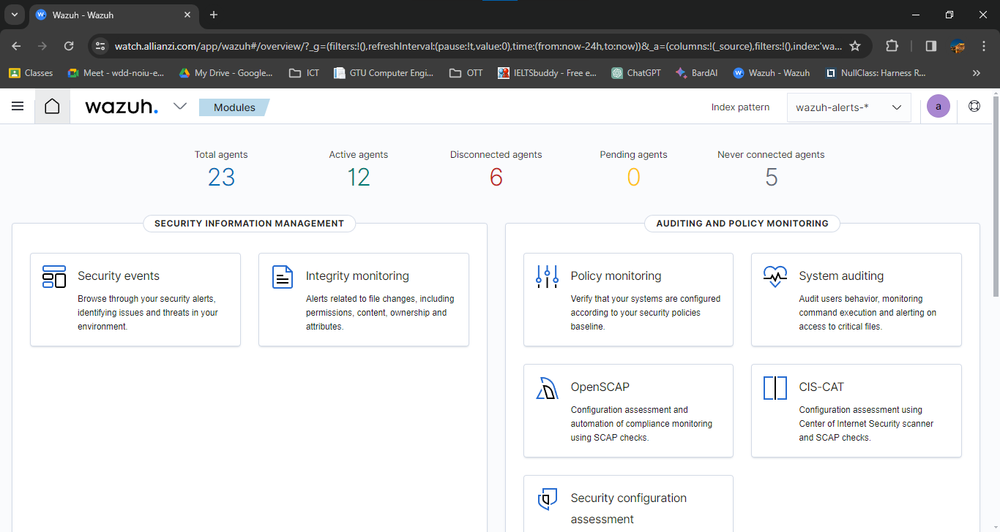 Wazuh - Wazuh
watch.allianzi.com/app/wazuh#/overview/?_g=(filters:!(),refreshInterval:(pause:!t,value:0),time:(from:now-24h,to:now))&_a=(columns:!(_source),filters:!(),index:'wa...
Classes
Meet - wdd-noiu-e...
My Drive - Google...
ICT
GTU Computer Engi...
OTT
IELTSbuddy - Free e...
ChatGPT
BardAI
Wazuh - Wazuh
NullClass: Harness R...
wazuh.
Modules
Index pattern
wazuh-alerts-*
a
Total agents
23
Active agents
12
Disconnected agents
6
Pending agents
0
Never connected agents
5
SECURITY INFORMATION MANAGEMENT
Security events
Browse through your security alerts,
identifying issues and threats in your
environment.
Integrity monitoring
Alerts related to file changes, including
permissions, content, ownership and
attributes.
AUDITING AND POLICY MONITORING
Policy monitoring
Verify that your systems are configured
according to your security policies
baseline.
System auditing
Audit users behavior, monitoring
command execution and alerting on
access to critical files.
OpenSCAP
Configuration assessment and
automation of compliance monitoring
using SCAP checks.
CIS-CAT
Configuration assessment using
Center of Internet Security scanner
and SCAP checks.
Security configuration
assessment